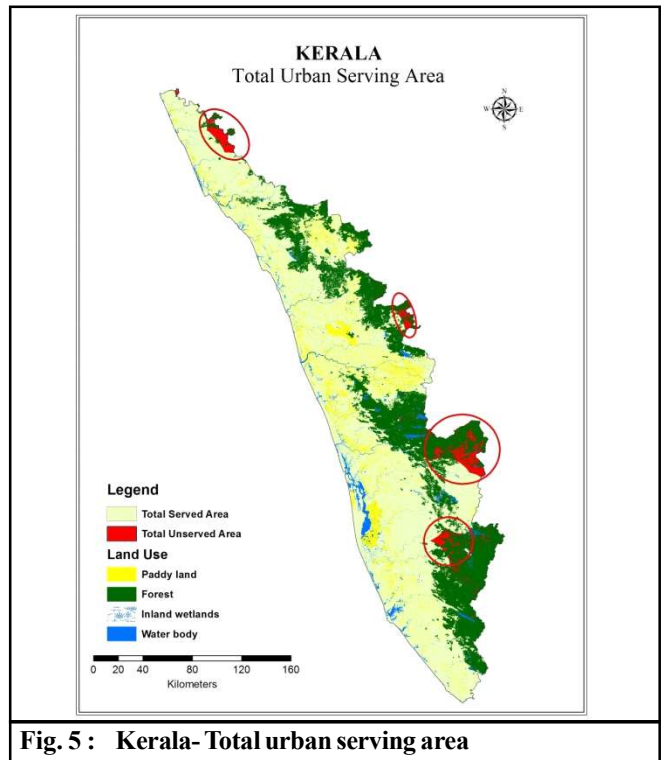 KERALA
Total Urban Serving Area
N
W E
S
Legend
Total Served Area
Total Unserved Area
Land Use
Paddy land
Forest
Inland wetlands
Water body
0 20 40 80 120 160
Kilometers
Fig. 5 : Kerala- Total urban serving area